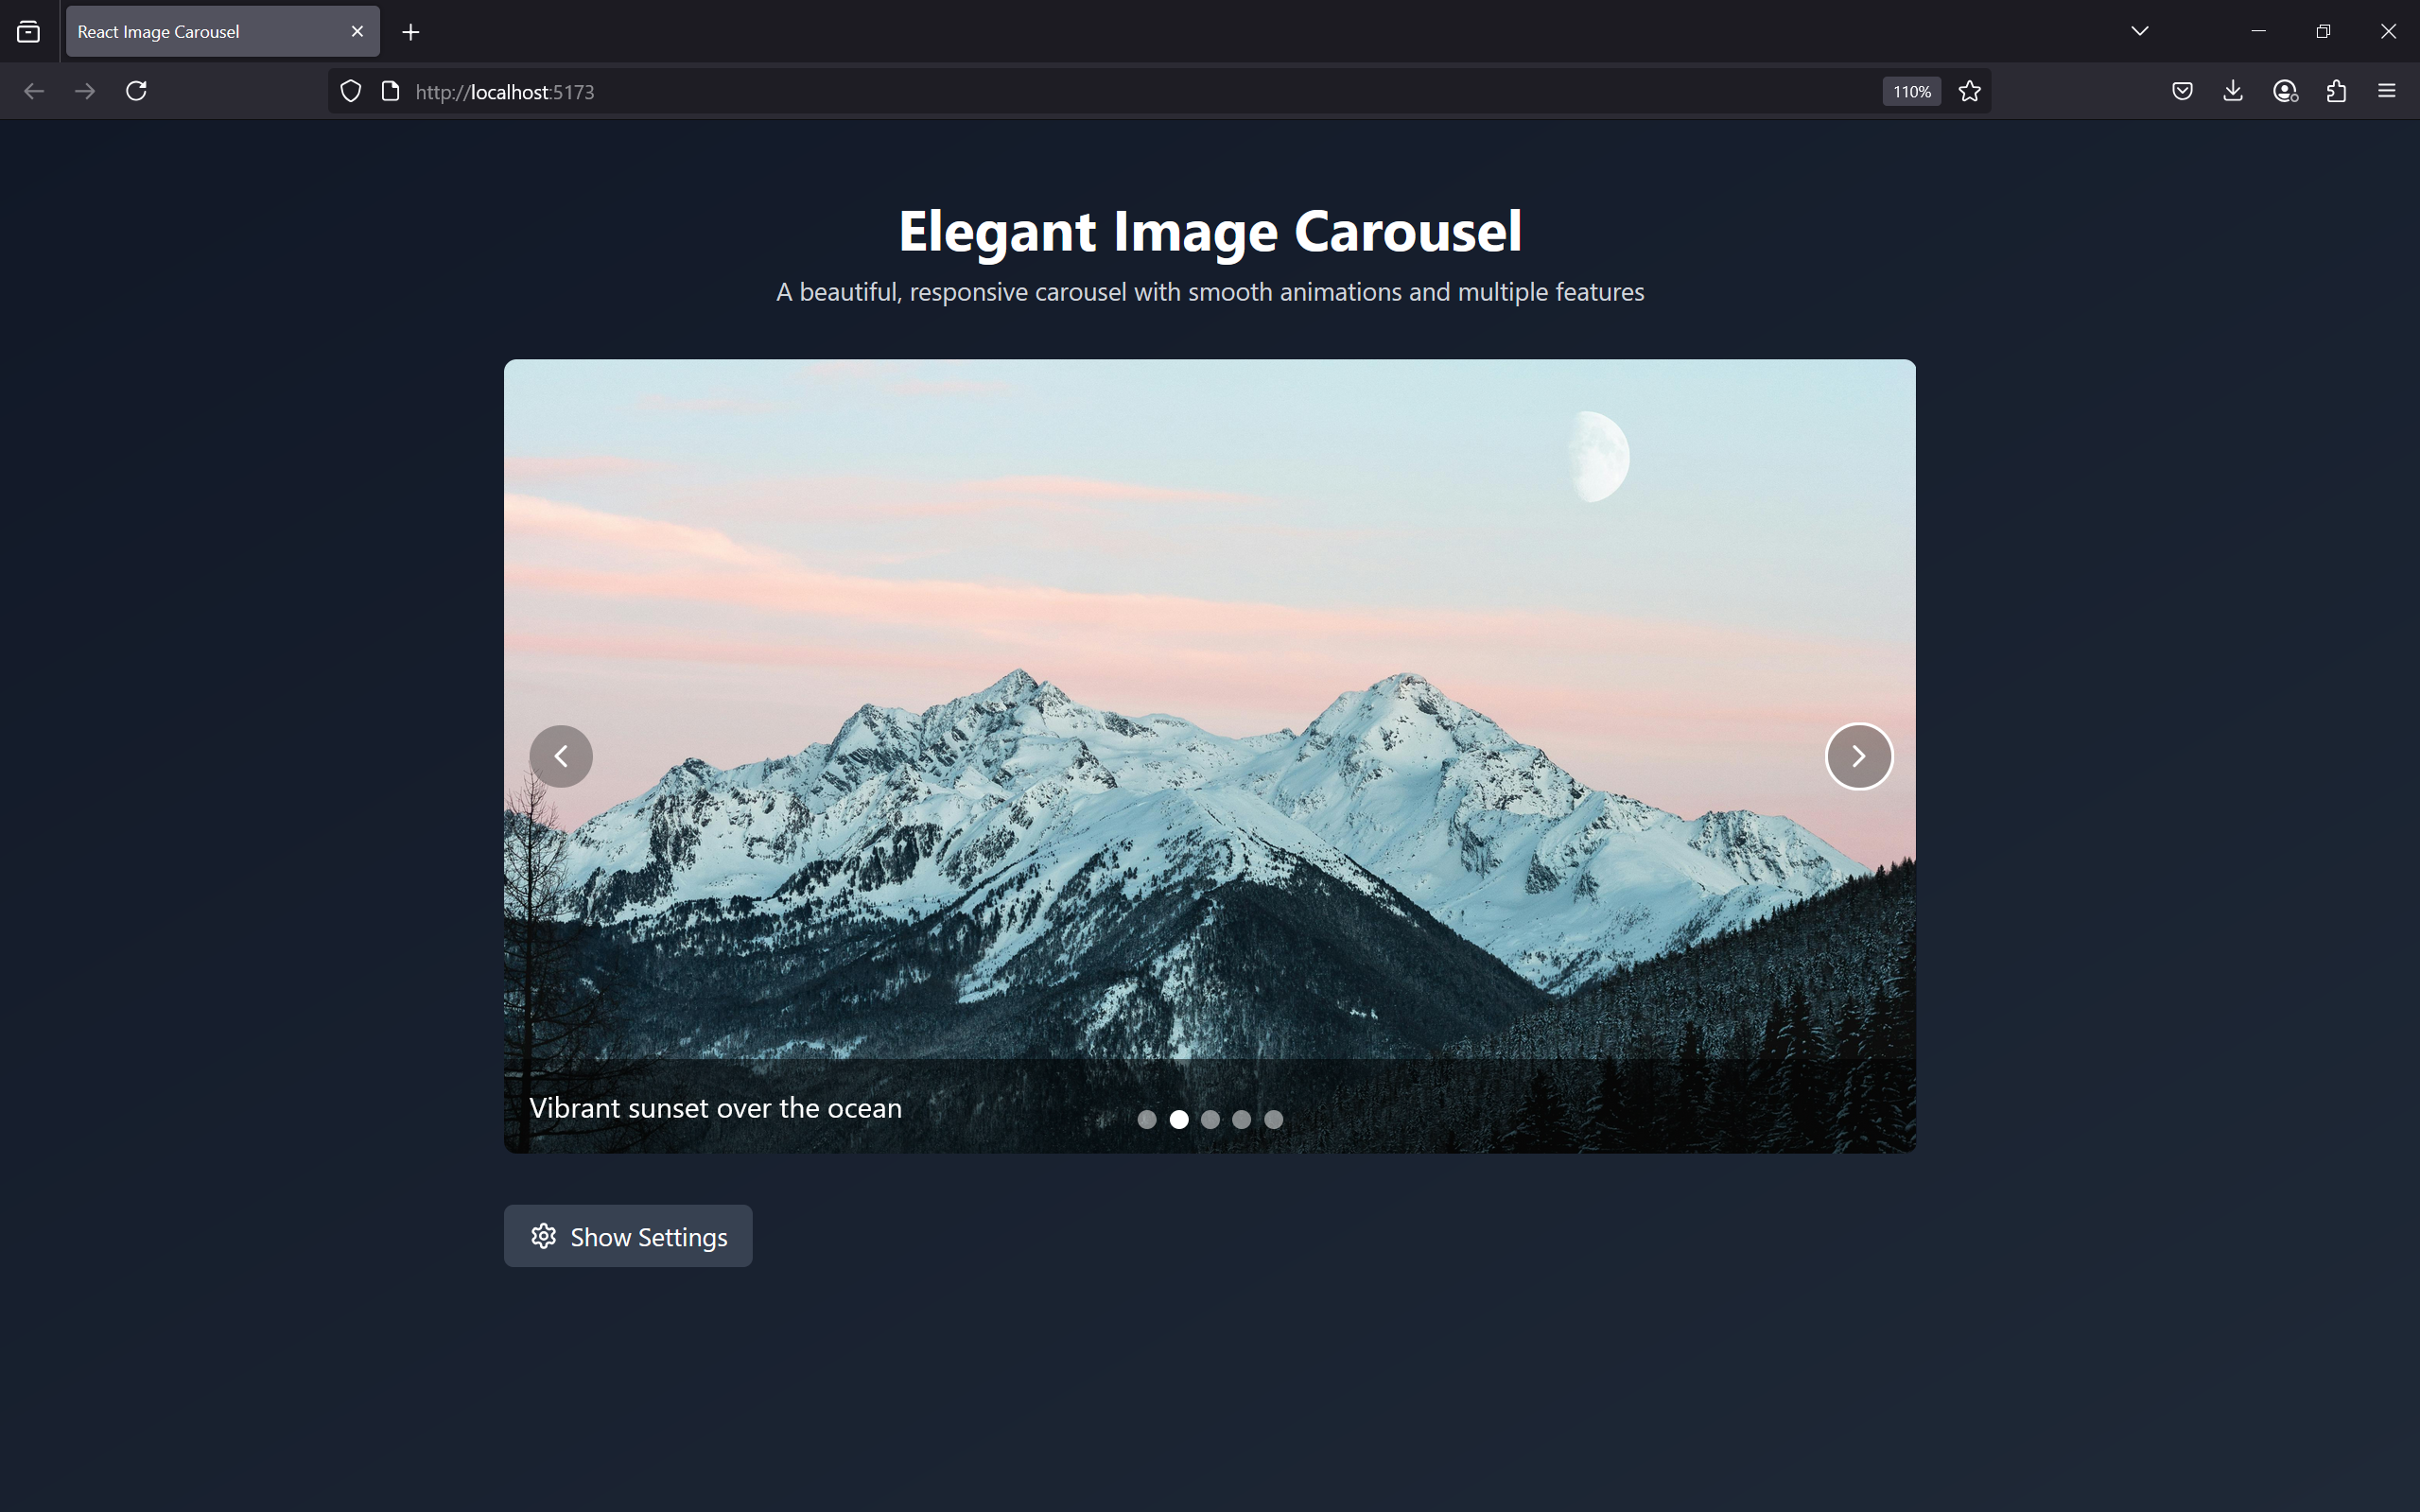 React Image Carousel
http://localhost:5173
110%
Elegant Image Carousel
A beautiful, responsive carousel with smooth animations and multiple features
Vibrant sunset over the ocean
Show Settings